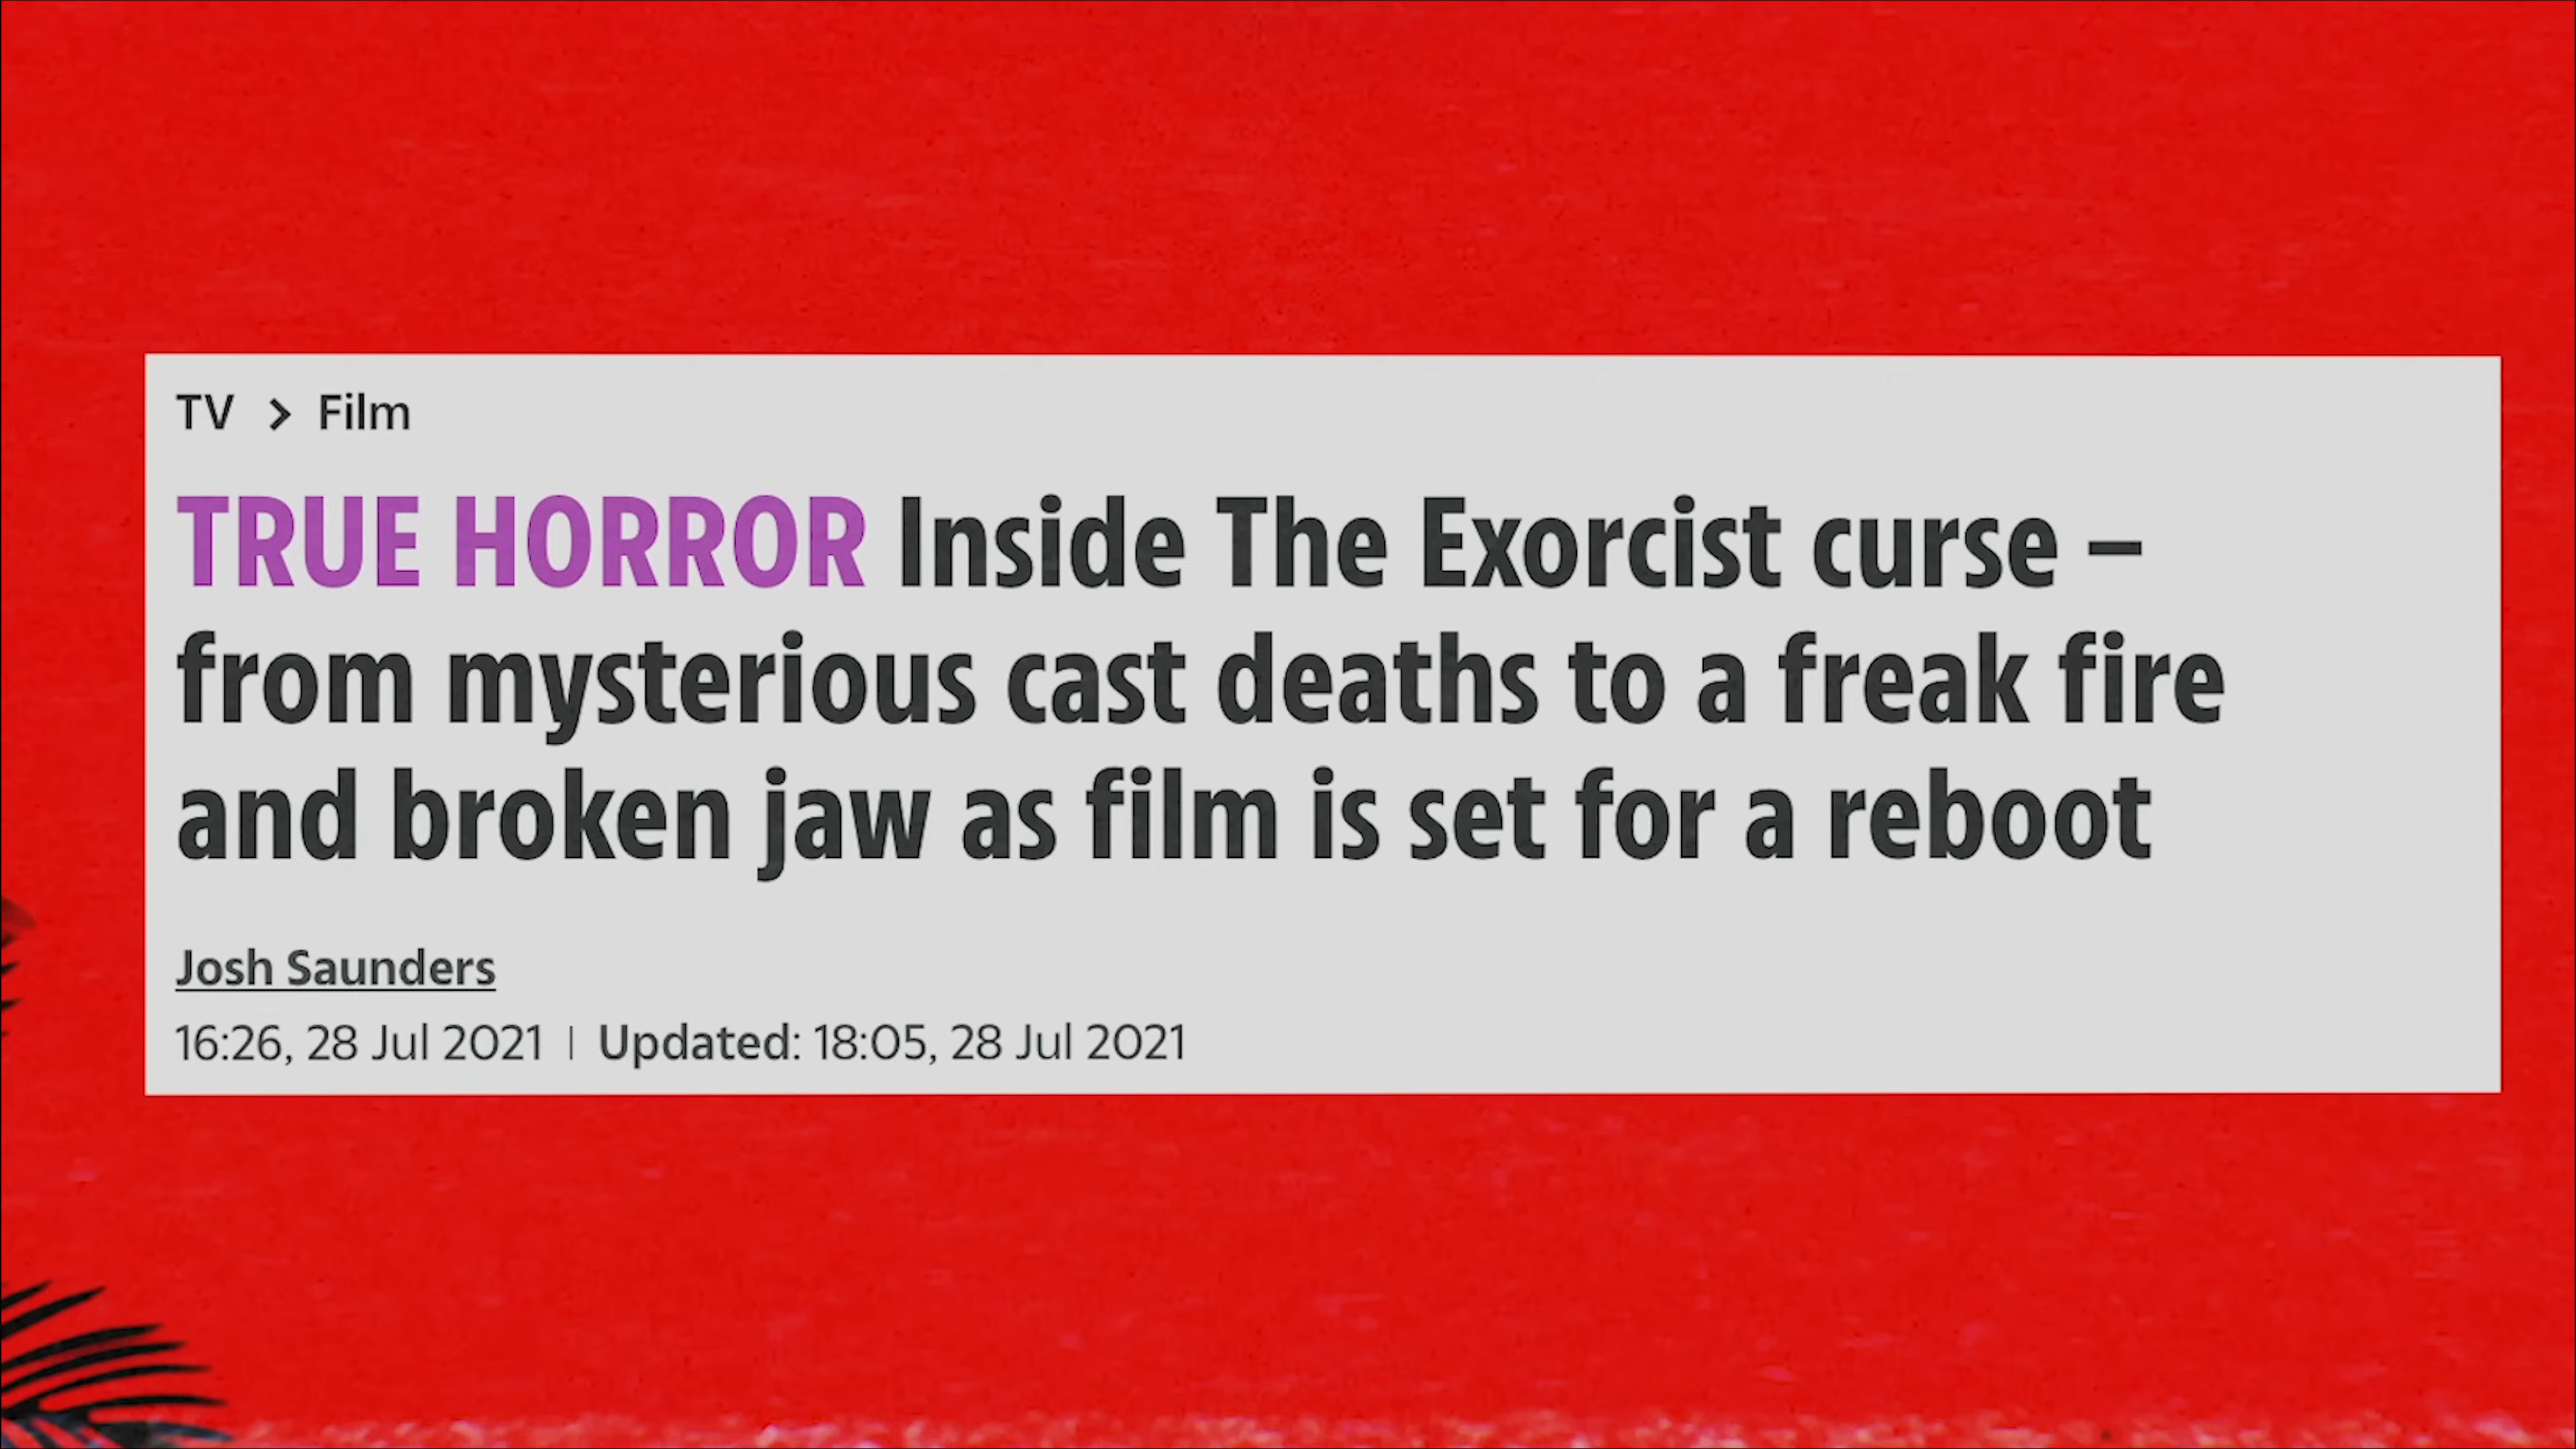 TV > Film
TRUE HORROR Inside The Exorcist curse –
from mysterious cast deaths to a freak fire
and broken jaw as film is set for a reboot
Josh Saunders
16:26, 28 Jul 2021 | Updated: 18:05, 28 Jul 2021